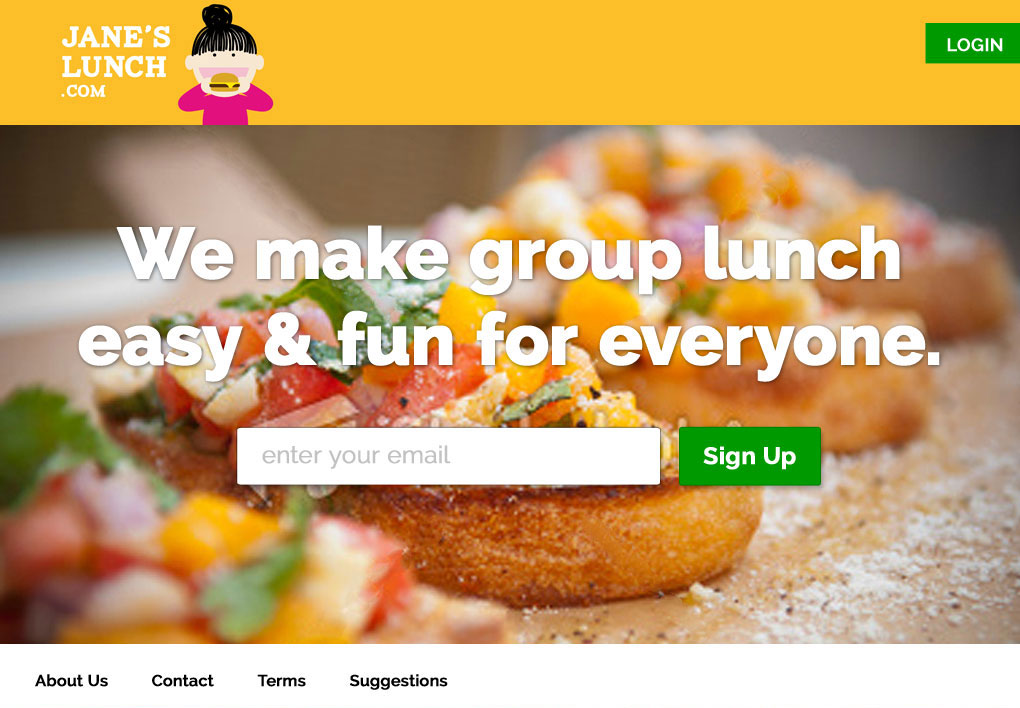 JANE'S
LUNCH
.COM
LOGIN
We make group lunch
easy & fun for everyone.
enter your email
Sign Up
About Us
Contact
Terms
Suggestions